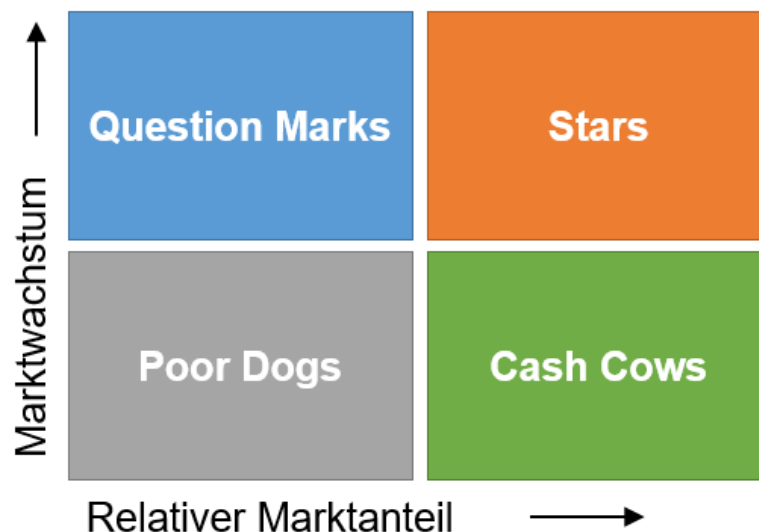 Marktwachstum
Question Marks
Stars
Poor Dogs
Cash Cows
Relativer Marktanteil